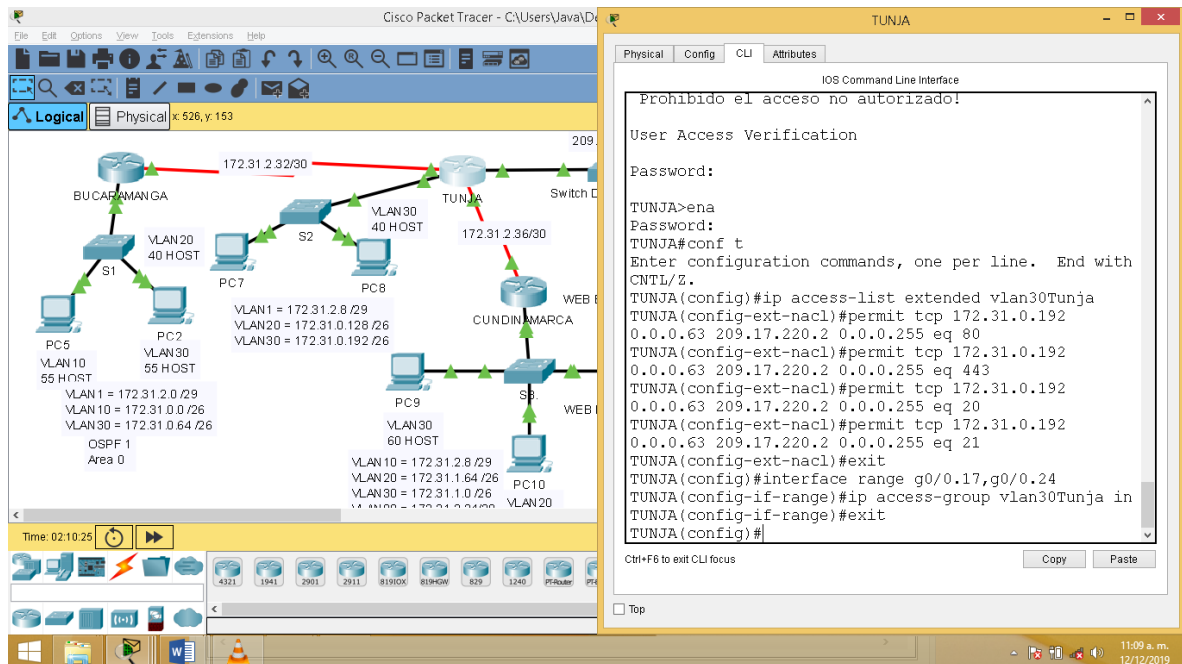 Cisco Packet Tracer - C:\Users\Java\De
File Edit Options View Tools Extensions Help
Logical Physical x: 526, y: 153
209.
172.31.2.32/30
BUCARAMANGA
TUNJA
Switch D
VLAN30
40 HOST
S2
172.31.2.36/30
VLAN20
40 HOST
S1
PC7
PC8
WEB E
VLAN1 = 172.31.2.8 /29
VLAN20 = 172.31.0.128 /26
VLAN30 = 172.31.0.192 /26
CUNDINAMARCA
PC5
PC2
VLAN10
55 HOST
VLAN30
55 HOST
VLAN1 = 172.31.2.0 /29
VLAN10 = 172.31.0.0 /26
VLAN30 = 172.31.0.64 /26
OSPF 1
Area 0
PC9
S3.
WEB E
VLAN30
60 HOST
VLAN10 = 172.31.2.8 /29
VLAN20 = 172.31.1.64 /26
VLAN30 = 172.31.1.0 /26
PC10
VLAN20
Time: 02:10:25
4321 1941 2901 2911 819IOX 819HGW 829 1240 PT-Router
TUNJA
Physical Config CLI Attributes
IOS Command Line Interface
Prohibido el acceso no autorizado!
User Access Verification
Password:
TUNJA>ena
Password:
TUNJA#conf t
Enter configuration commands, one per line. End with
CNTL/Z.
TUNJA(config)#ip access-list extended vlan30Tunja
TUNJA(config-ext-nacl)#permit tcp 172.31.0.192
0.0.0.63 209.17.220.2 0.0.0.255 eq 80
TUNJA(config-ext-nacl)#permit tcp 172.31.0.192
0.0.0.63 209.17.220.2 0.0.0.255 eq 443
TUNJA(config-ext-nacl)#permit tcp 172.31.0.192
0.0.0.63 209.17.220.2 0.0.0.255 eq 20
TUNJA(config-ext-nacl)#permit tcp 172.31.0.192
0.0.0.63 209.17.220.2 0.0.0.255 eq 21
TUNJA(config-ext-nacl)#exit
TUNJA(config)#interface range g0/0.17,g0/0.24
TUNJA(config-if-range)#ip access-group vlan30Tunja in
TUNJA(config-if-range)#exit
TUNJA(config)#
Ctrl+F6 to exit CLI focus
Copy Paste
Top
11:09 a. m.
12/12/2019